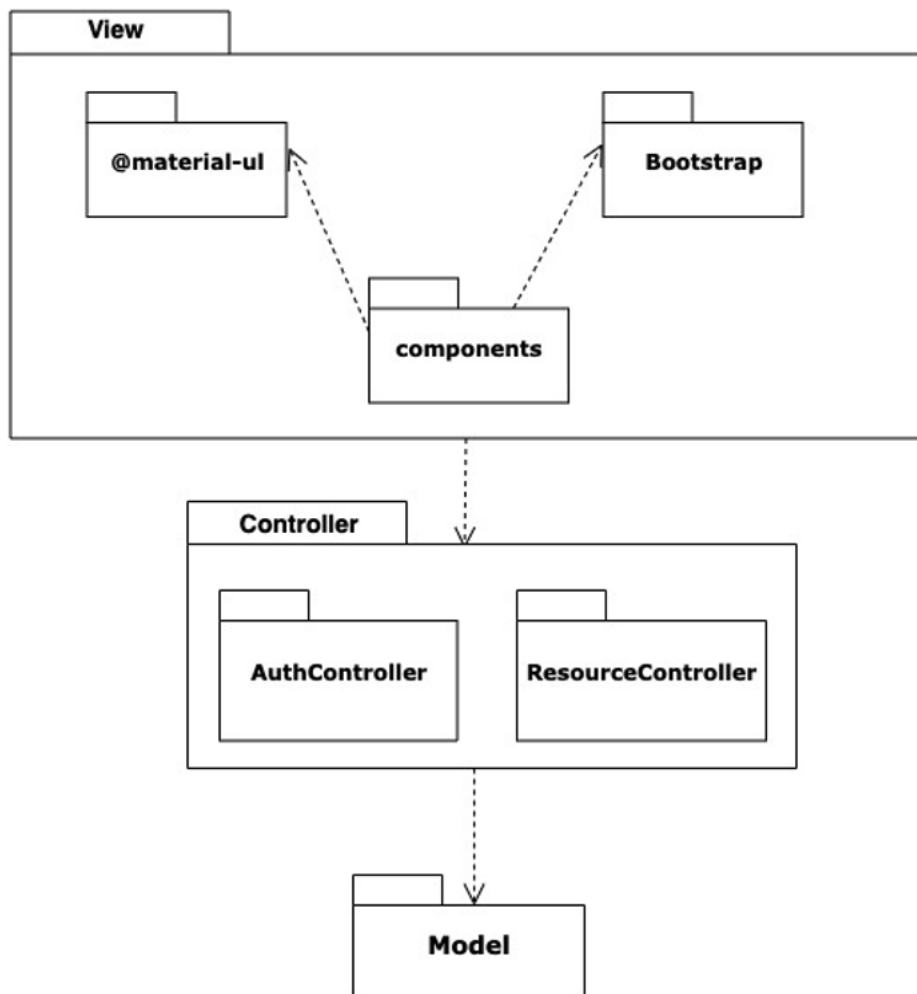 View
@material-ul
Bootstrap
components
Controller
AuthController
ResourceController
Model